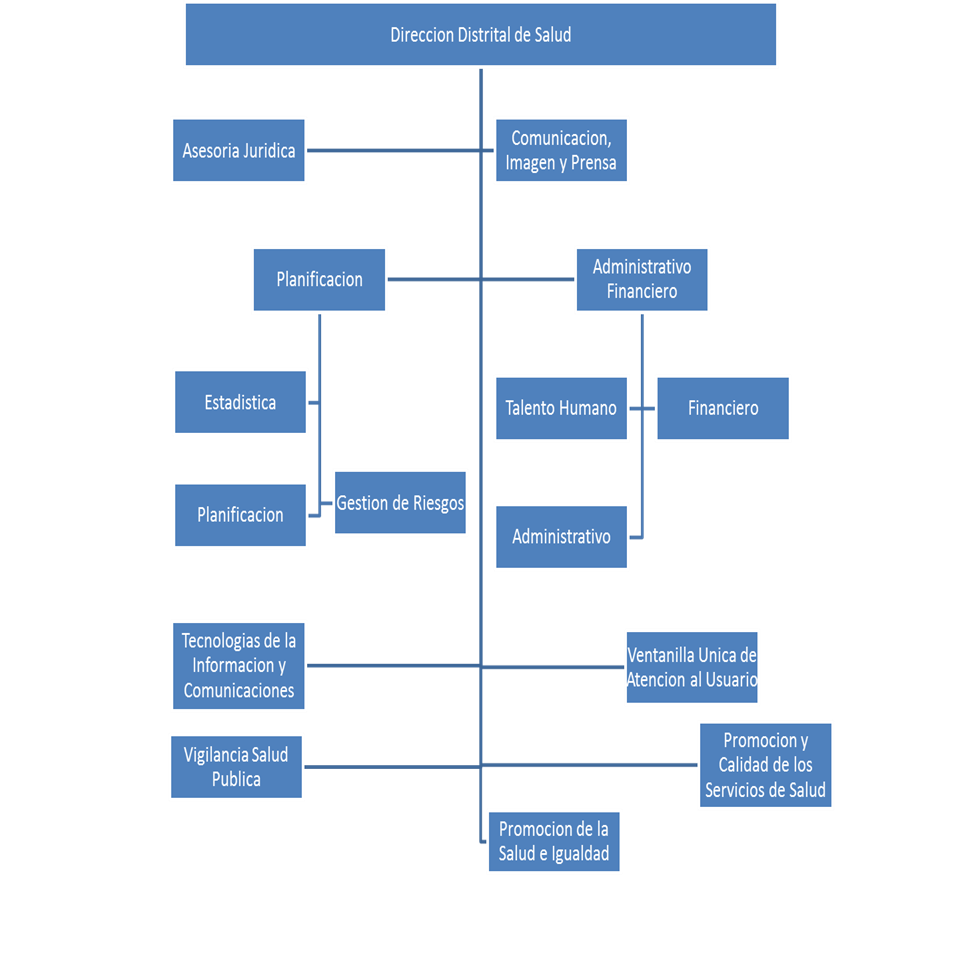 Direccion Distrital de Salud
Asesoria Juridica
Comunicacion,
Imagen y Prensa
Planificacion
Administrativo
Financiero
Estadistica
Talento Humano
Financiero
Planificacion
Gestion de Riesgos
Administrativo
Tecnologias de la
Informacion y
Comunicaciones
Ventanilla Unica de
Atencion al Usuario
Vigilancia Salud
Publica
Promocion y
Calidad de los
Servicios de Salud
Promocion de la
Salud e Igualdad